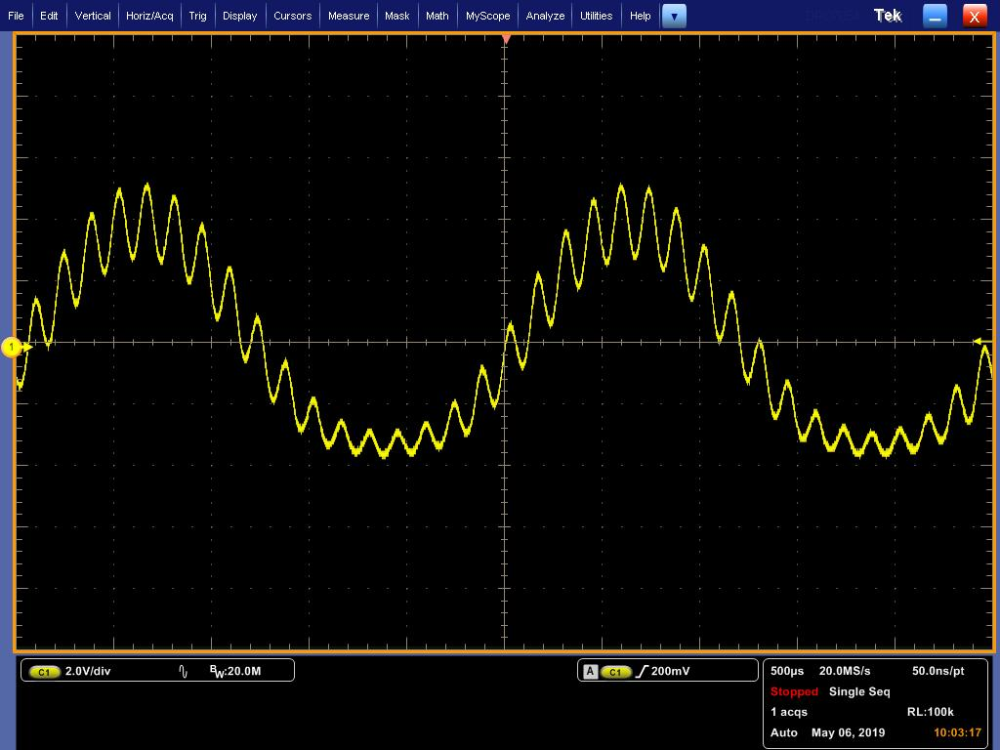 File Edit Vertical Horiz/Acq Trig Display Cursors Measure Mask Math MyScope Analyze Utilities Help Tek X
1
C1 2.0V/div BW:20.0M
A C1 200mV
500µs 20.0MS/s 50.0ns/pt
Stopped Single Seq
1 acqs RL:100k
Auto May 06, 2019 10:03:17